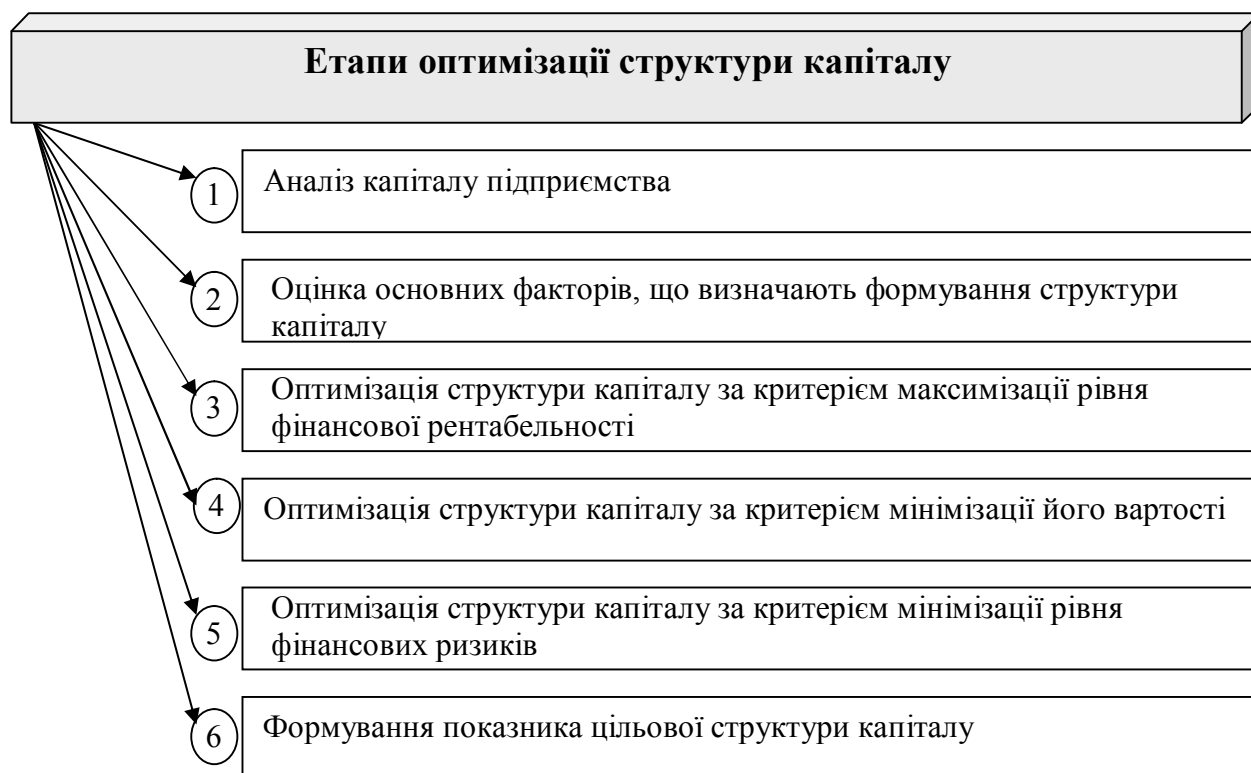 Етапи оптимізації структури капіталу
1
Аналіз капіталу підприємства
2
Оцінка основних факторів, що визначають формування структури
капіталу
3
Оптимізація структури капіталу за критерієм максимізації рівня
фінансової рентабельності
4
Оптимізація структури капіталу за критерієм мінімізації його вартості
5
Оптимізація структури капіталу за критерієм мінімізації рівня
фінансових ризиків
6
Формування показника цільової структури капіталу